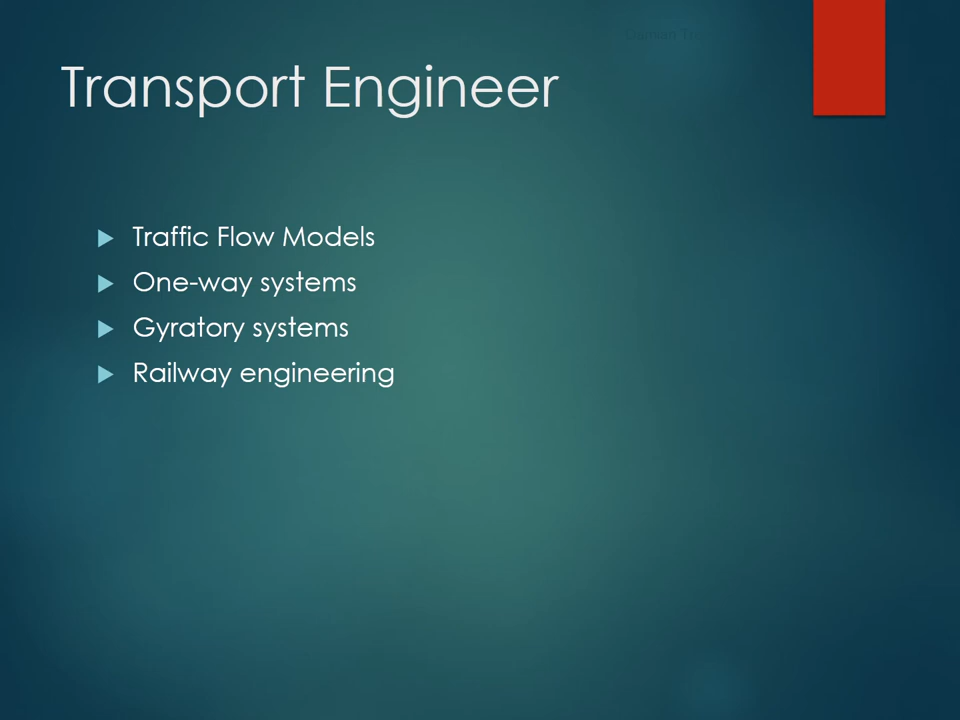 Transport Engineer
Traffic Flow Models
One-way systems
Gyratory systems
Railway engineering